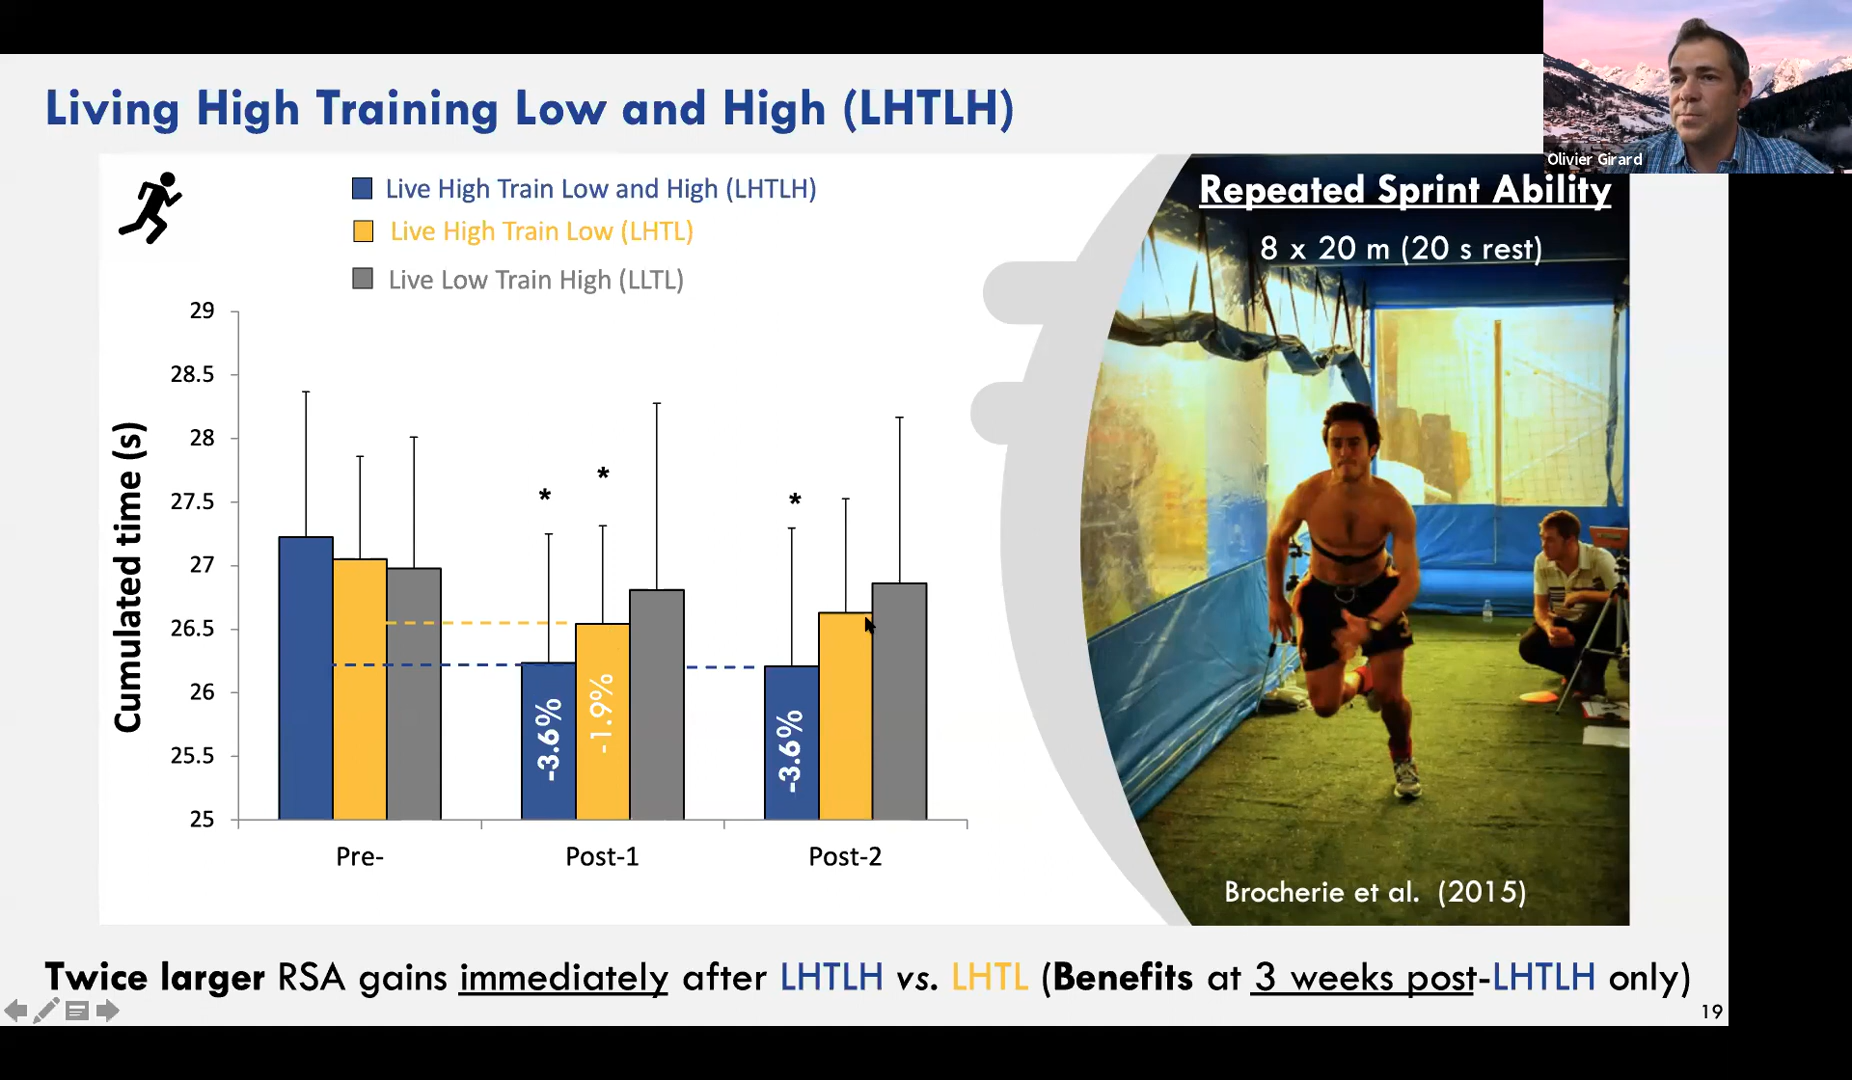 Living High Training Low and High (LHTLH)
Olivier Girard
Live High Train Low and High (LHTLH)
Live High Train Low (LHTL)
Live Low Train High (LLTL)
Repeated Sprint Ability
8 x 20 m (20 s rest)
Cumulated time (s)
29
28.5
28
27.5
27
26.5
26
25.5
25
*
*
*
-3.6%
-1.9%
-3.6%
Pre-
Post-1
Post-2
Brocherie et al. (2015)
Twice larger RSA gains immediately after LHTLH vs. LHTL (Benefits at 3 weeks post-LHTLH only)
19